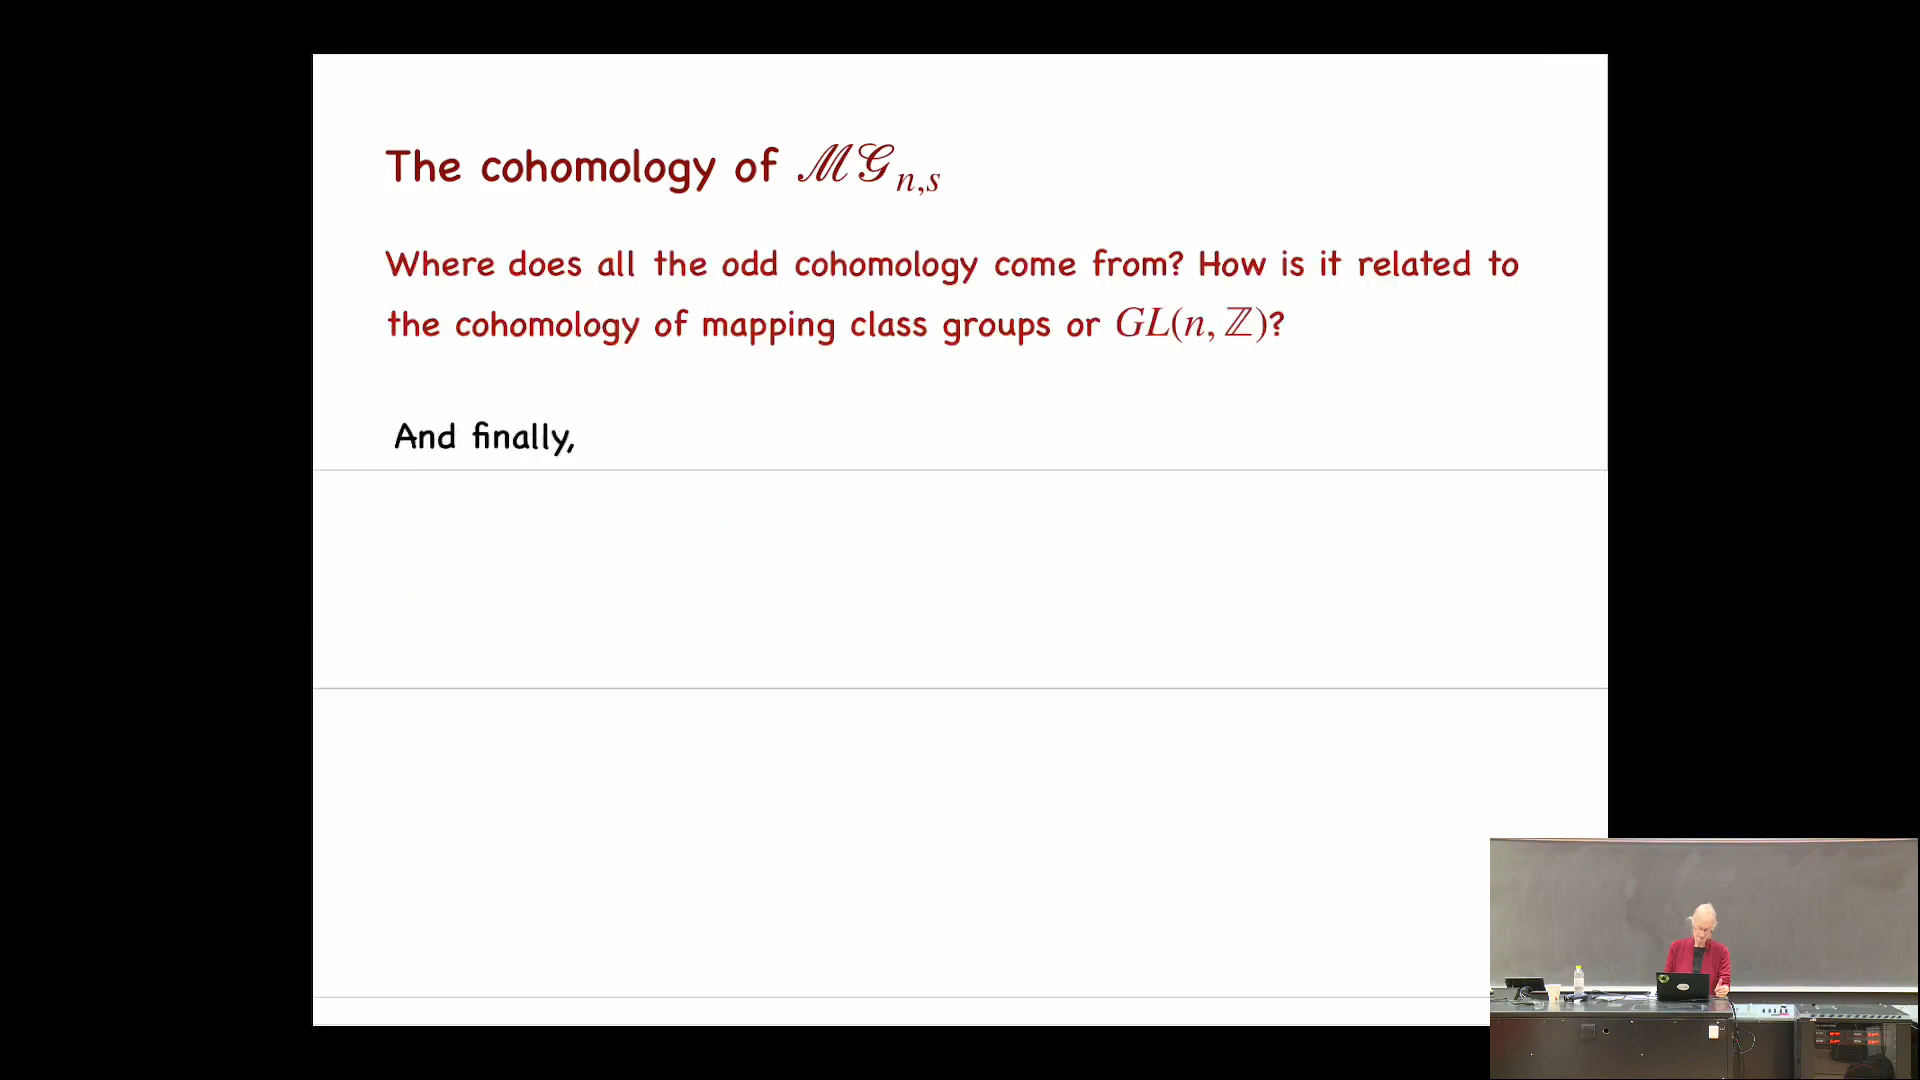 The cohomology of ℳ𝒢ₙ,ₛ
Where does all the odd cohomology come from? How is it related to
the cohomology of mapping class groups or GL(n, ℤ)?
And finally,